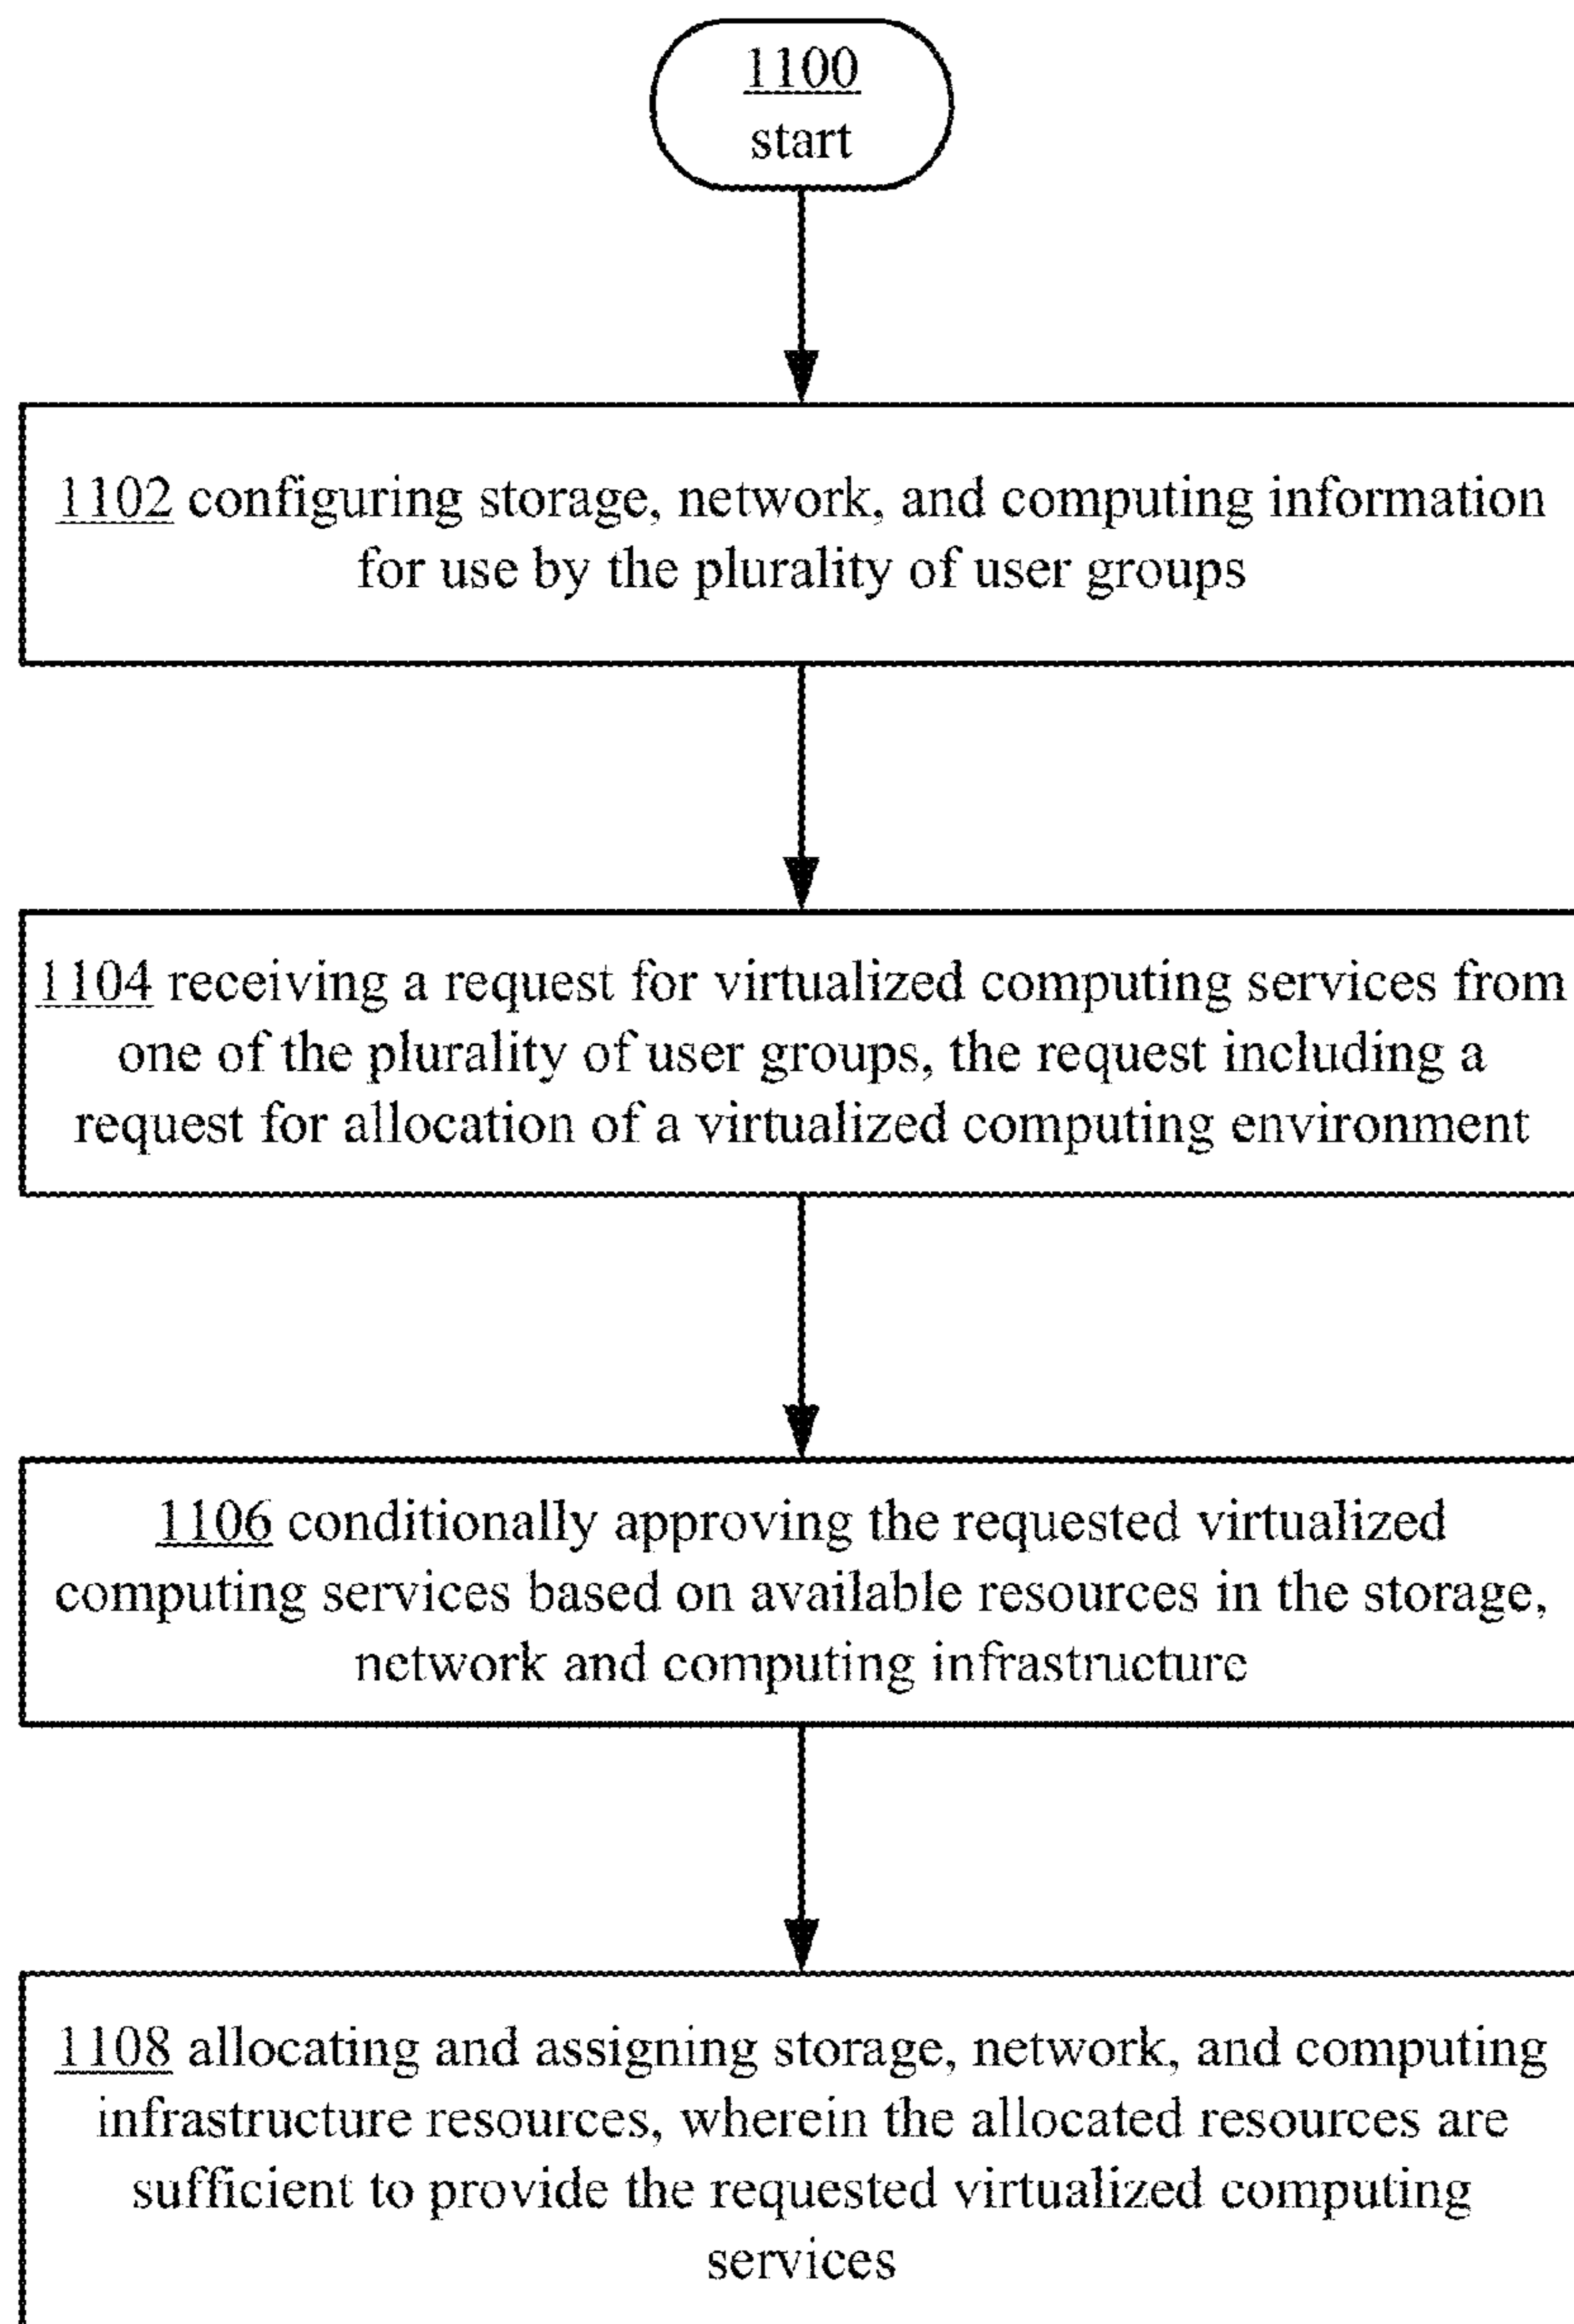 1100
start
1102 configuring storage, network, and computing information
for use by the plurality of user groups
1104 receiving a request for virtualized computing services from
one of the plurality of user groups, the request including a
request for allocation of a virtualized computing environment
1106 conditionally approving the requested virtualized
computing services based on available resources in the storage,
network and computing infrastructure
1108 allocating and assigning storage, network, and computing
infrastructure resources, wherein the allocated resources are
sufficient to provide the requested virtualized computing
services